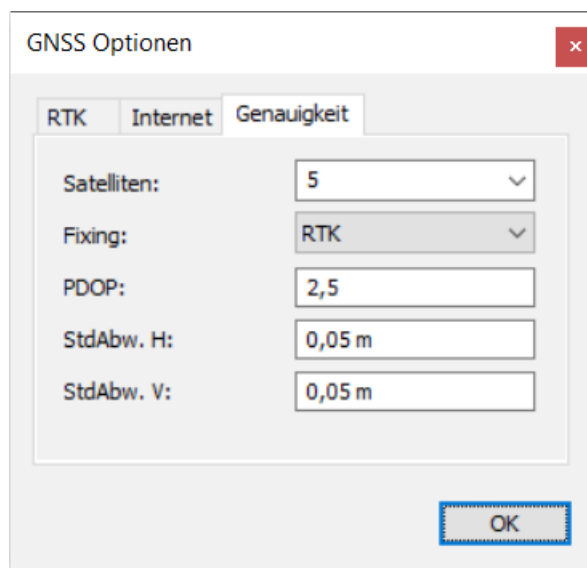 GNSS Optionen
RTK Internet Genauigkeit
Satelliten: 5
Fixing: RTK
PDOP: 2,5
StdAbw. H: 0,05 m
StdAbw. V: 0,05 m
OK